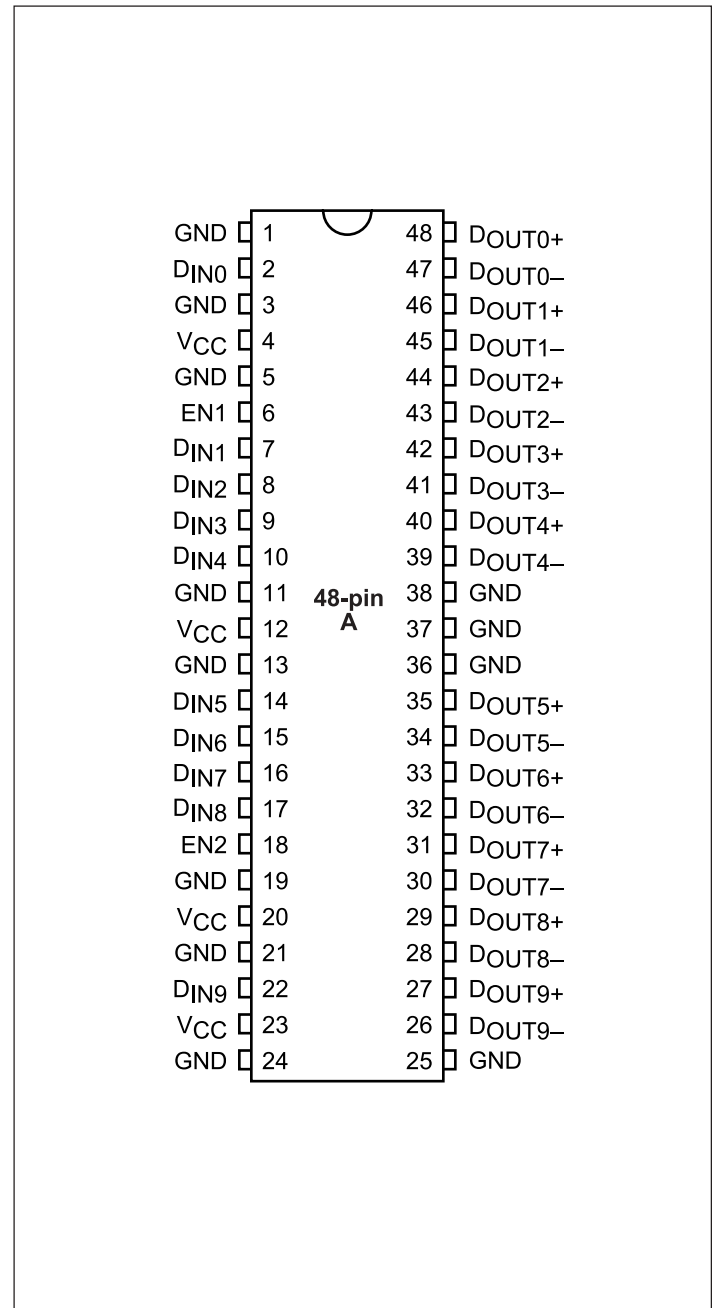 GND 1 48 DOUT0+
DIN0 2 47 DOUT0–
GND 3 46 DOUT1+
VCC 4 45 DOUT1–
GND 5 44 DOUT2+
EN1 6 43 DOUT2–
DIN1 7 42 DOUT3+
DIN2 8 41 DOUT3–
DIN3 9 40 DOUT4+
DIN4 10 39 DOUT4–
GND 11 48-pin 38 GND
VCC 12 A 37 GND
GND 13 36 GND
DIN5 14 35 DOUT5+
DIN6 15 34 DOUT5–
DIN7 16 33 DOUT6+
DIN8 17 32 DOUT6–
EN2 18 31 DOUT7+
GND 19 30 DOUT7–
VCC 20 29 DOUT8+
GND 21 28 DOUT8–
DIN9 22 27 DOUT9+
VCC 23 26 DOUT9–
GND 24 25 GND